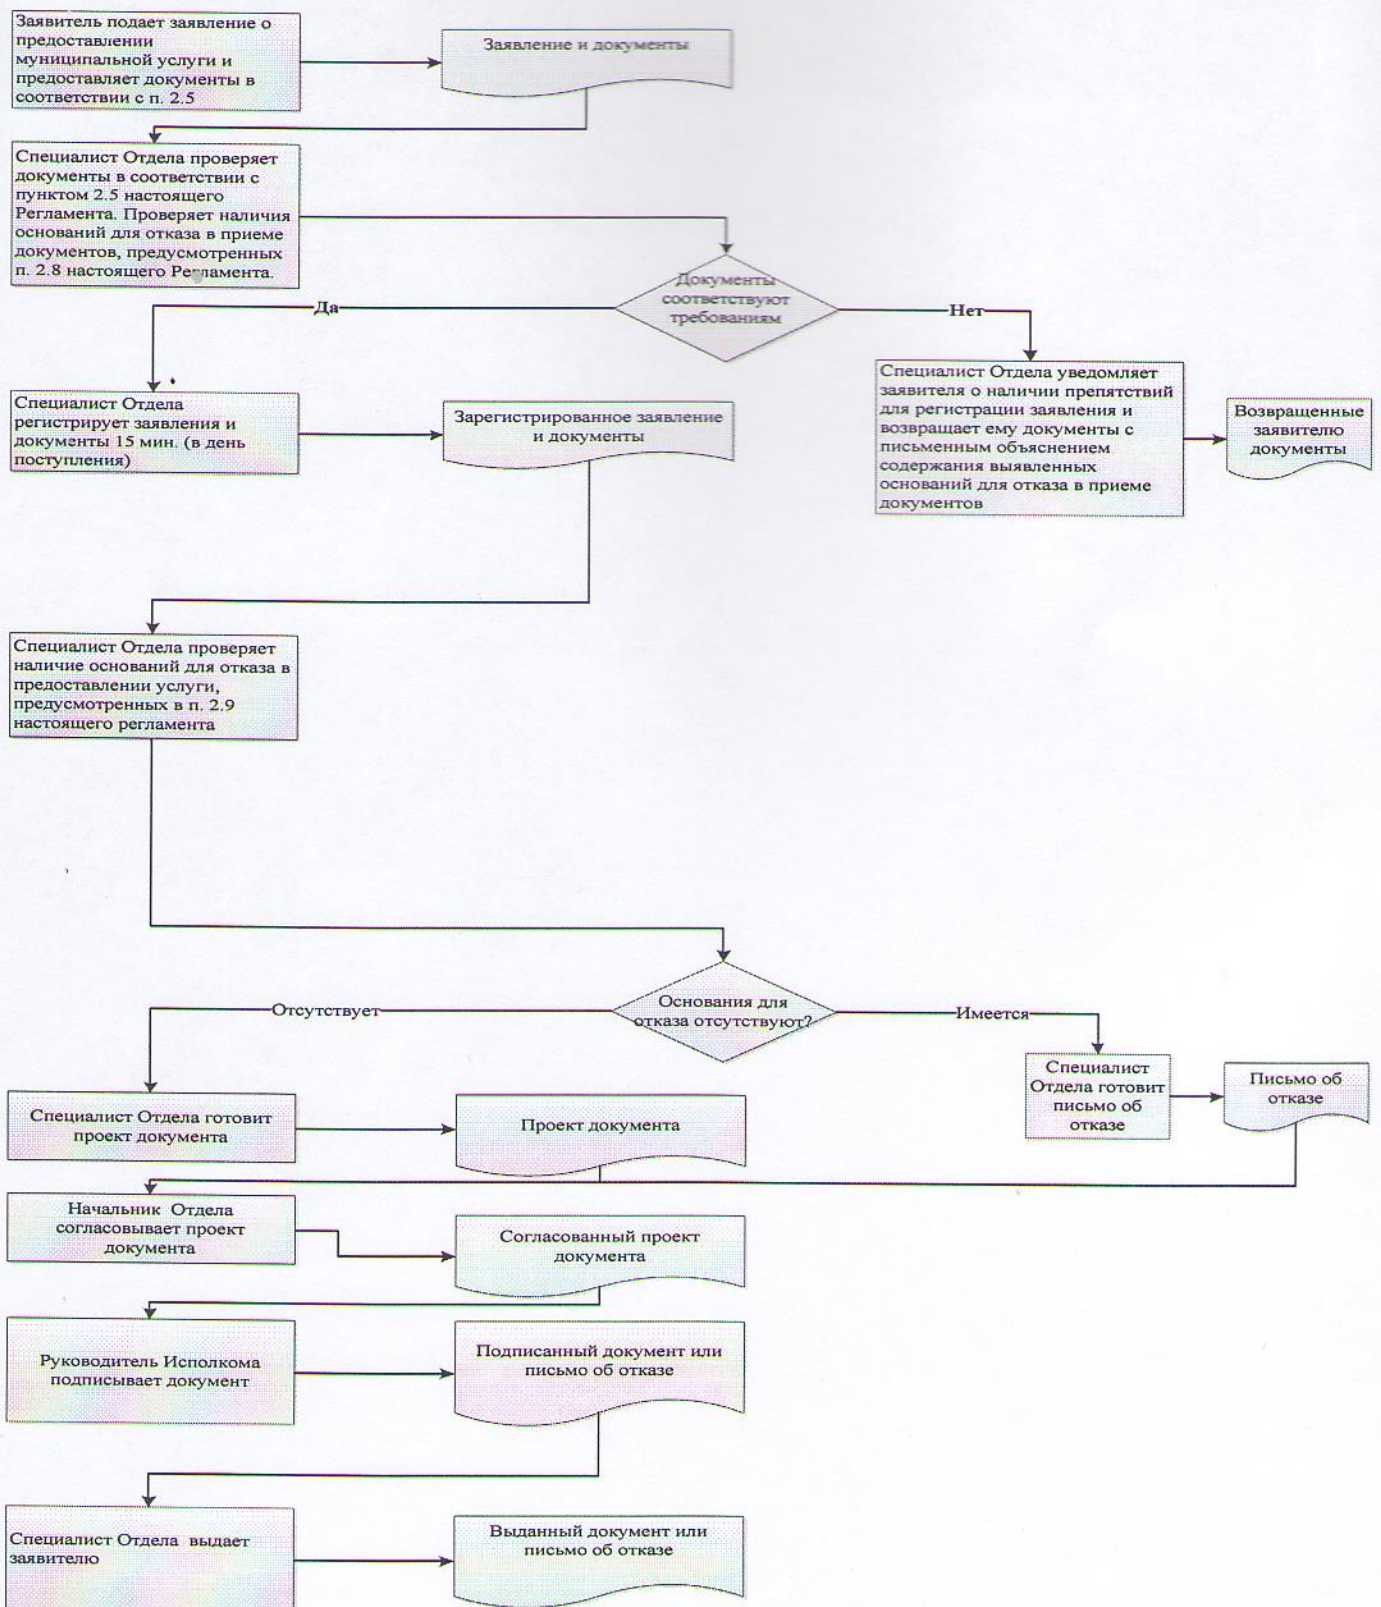 Заявитель подает заявление о
предоставлении
муниципальной услуги и
предоставляет документы в
соответствии с п. 2.5
Заявление и документы
Специалист Отдела проверяет
документы в соответствии с
пунктом 2.5 настоящего
Регламента. Проверяет наличия
оснований для отказа в приеме
документов, предусмотренных
п. 2.8 настоящего Регламента.
Документы
соответствуют
требованиям
Да
Нет
Специалист Отдела
регистрирует заявления и
документы 15 мин. (в день
поступления)
Зарегистрированное заявление
и документы
Специалист Отдела уведомляет
заявителя о наличии препятствий
для регистрации заявления и
возвращает ему документы с
письменным объяснением
содержания выявленных
оснований для отказа в приеме
документов
Возвращенные
заявителю
документы
Специалист Отдела проверяет
наличие оснований для отказа в
предоставлении услуги,
предусмотренных в п. 2.9
настоящего регламента
Основания для
отказа отсутствуют?
Отсутствует
Имеется
Специалист Отдела готовит
проект документа
Проект документа
Специалист
Отдела готовит
письмо об
отказе
Письмо об
отказе
Начальник Отдела
согласовывает проект
документа
Согласованный проект
документа
Руководитель Исполкома
подписывает документ
Подписанный документ или
письмо об отказе
Специалист Отдела выдает
заявителю
Выданный документ или
письмо об отказе